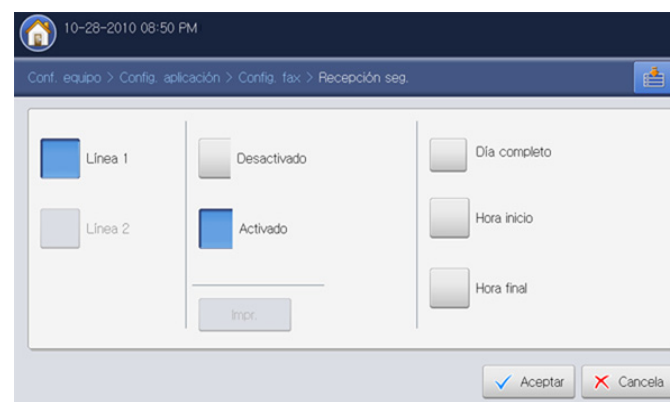 10-28-2010 08:50 PM
Conf. equipo > Config. aplicación > Config. fax > Recepción seg.
Línea 1
Línea 2
Desactivado
Activado
Impr.
Día completo
Hora inicio
Hora final
Aceptar
Cancela